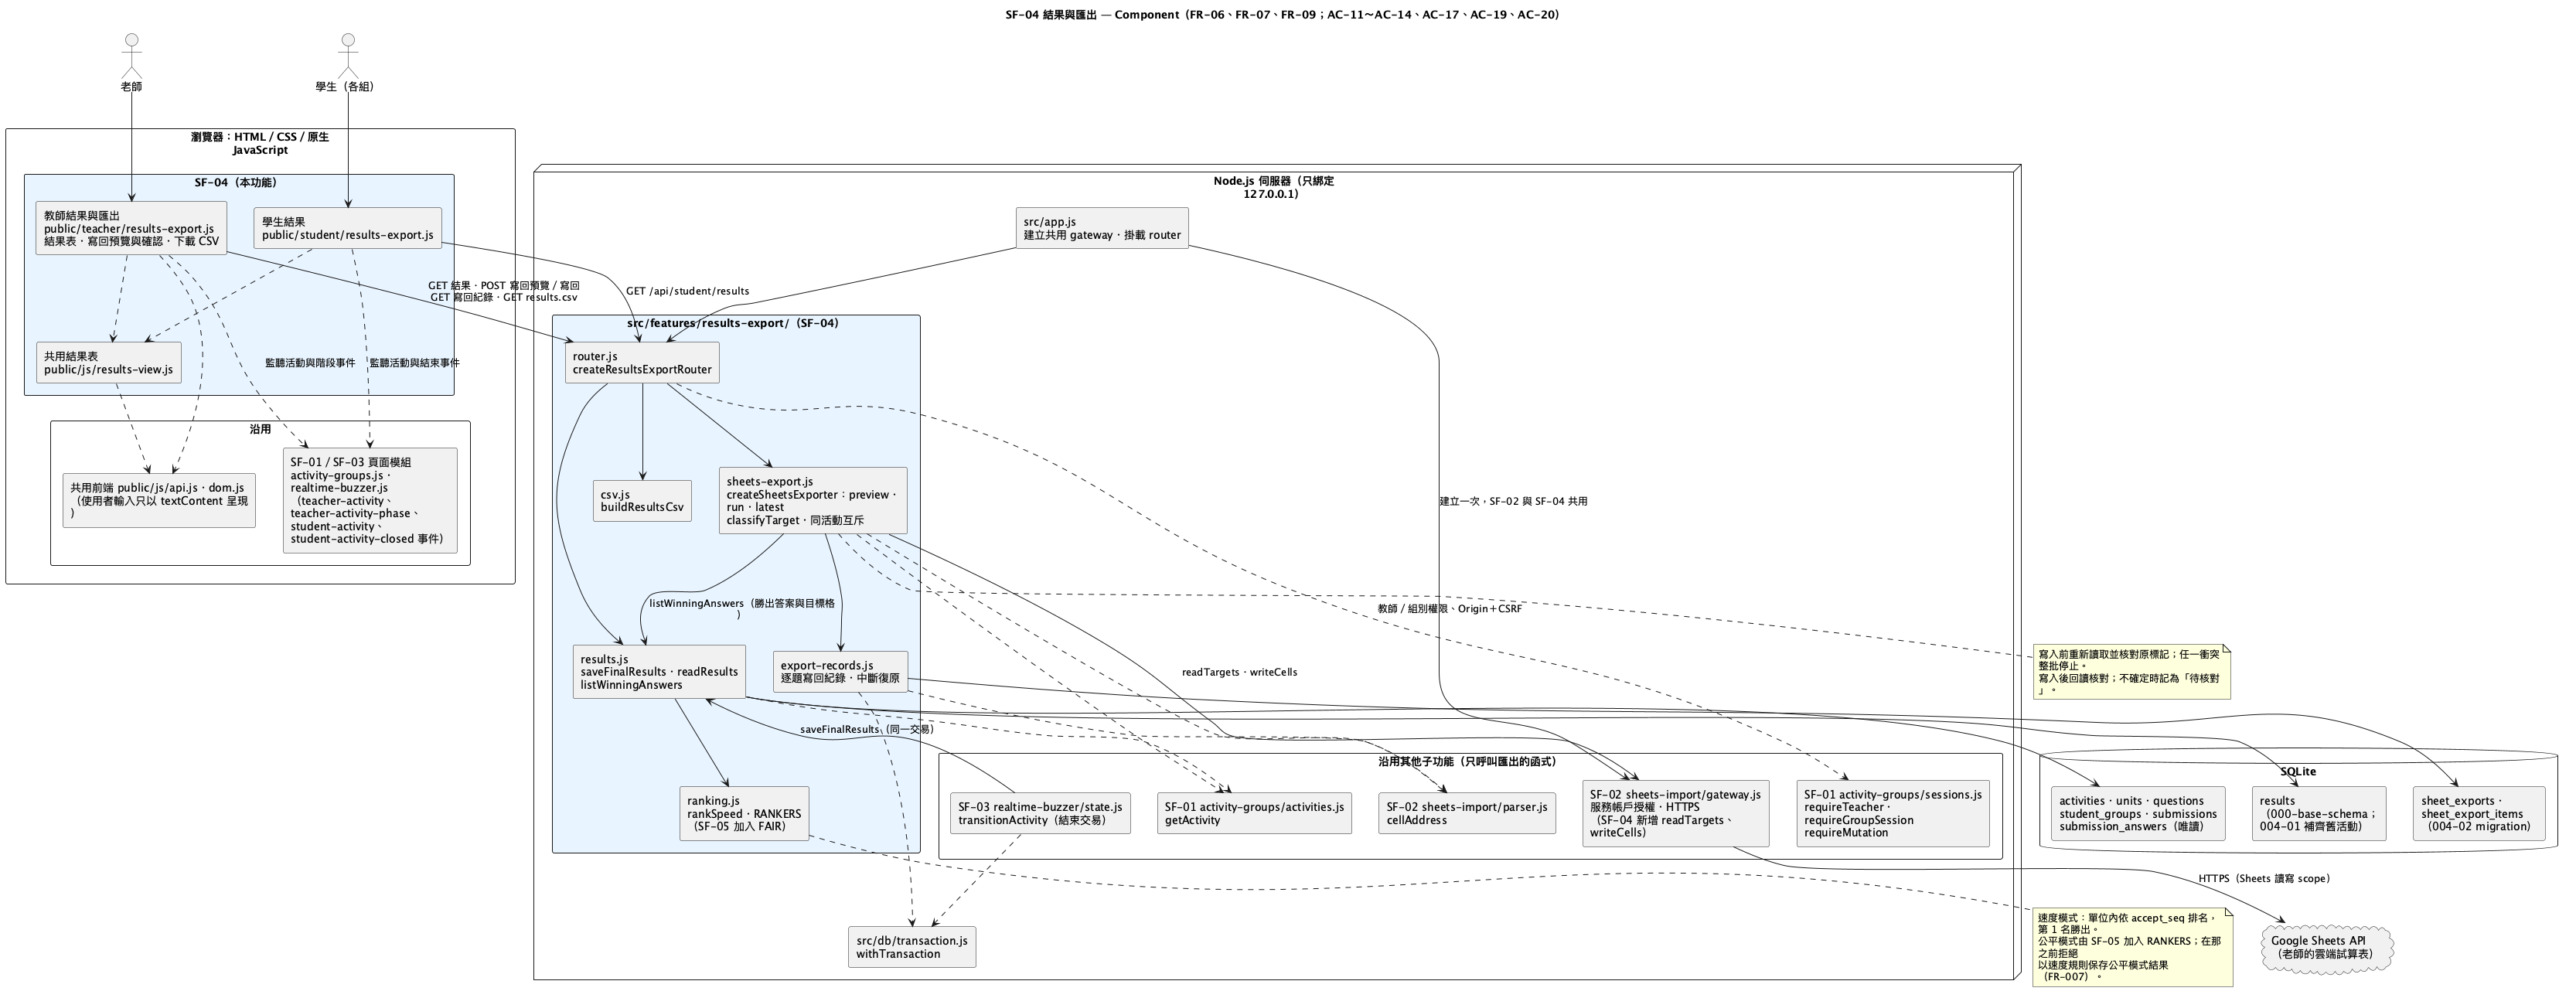 SF-04 結果與匯出 — Component（FR-06、FR-07、FR-09；AC-11～AC-14、AC-17、AC-19、AC-20）
老師
學生（各組）
瀏覽器：HTML / CSS / 原生
JavaScript
SF-04（本功能）
教師結果與匯出
public/teacher/results-export.js
結果表．寫回預覽與確認．下載 CSV
學生結果
public/student/results-export.js
共用結果表
public/js/results-view.js
監聽活動與階段事件
監聽活動與結束事件
沿用
共用前端 public/js/api.js．dom.js
（使用者輸入只以 textContent 呈現
）
SF-01 / SF-03 頁面模組
activity-groups.js．
realtime-buzzer.js
（teacher-activity、
teacher-activity-phase、
student-activity、
student-activity-closed 事件）
GET 結果．POST 寫回預覽 / 寫回
GET 寫回紀錄．GET results.csv
GET /api/student/results
Node.js 伺服器（只綁定
127.0.0.1）
src/app.js
建立共用 gateway．掛載 router
src/features/results-export/（SF-04）
router.js
createResultsExportRouter
csv.js
buildResultsCsv
sheets-export.js
createSheetsExporter：preview．
run．latest
classifyTarget．同活動互斥
建立一次，SF-02 與 SF-04 共用
listWinningAnswers（勝出答案與目標格
）
教師 / 組別權限、Origin＋CSRF
results.js
saveFinalResults．readResults
listWinningAnswers
export-records.js
逐題寫回紀錄．中斷復原
readTargets．writeCells
saveFinalResults（同一交易）
ranking.js
rankSpeed．RANKERS
（SF-05 加入 FAIR）
沿用其他子功能（只呼叫匯出的函式）
SF-03 realtime-buzzer/state.js
transitionActivity（結束交易）
SF-01 activity-groups/activities.js
getActivity
SF-02 sheets-import/parser.js
cellAddress
SF-02 sheets-import/gateway.js
服務帳戶授權．HTTPS
（SF-04 新增 readTargets、
writeCells）
SF-01 activity-groups/sessions.js
requireTeacher．
requireGroupSession
requireMutation
src/db/transaction.js
withTransaction
寫入前重新讀取並核對原標記；任一衝突
整批停止。
寫入後回讀核對；不確定時記為「待核對
」。
SQLite
activities．units．questions
student_groups．submissions
submission_answers（唯讀）
results
（000-base-schema；
004-01 補齊舊活動）
sheet_exports．
sheet_export_items
（004-02 migration）
HTTPS（Sheets 讀寫 scope）
速度模式：單位內依 accept_seq 排名，
第 1 名勝出。
公平模式由 SF-05 加入 RANKERS；在那
之前拒絕
以速度規則保存公平模式結果
（FR-007）。
Google Sheets API
（老師的雲端試算表）